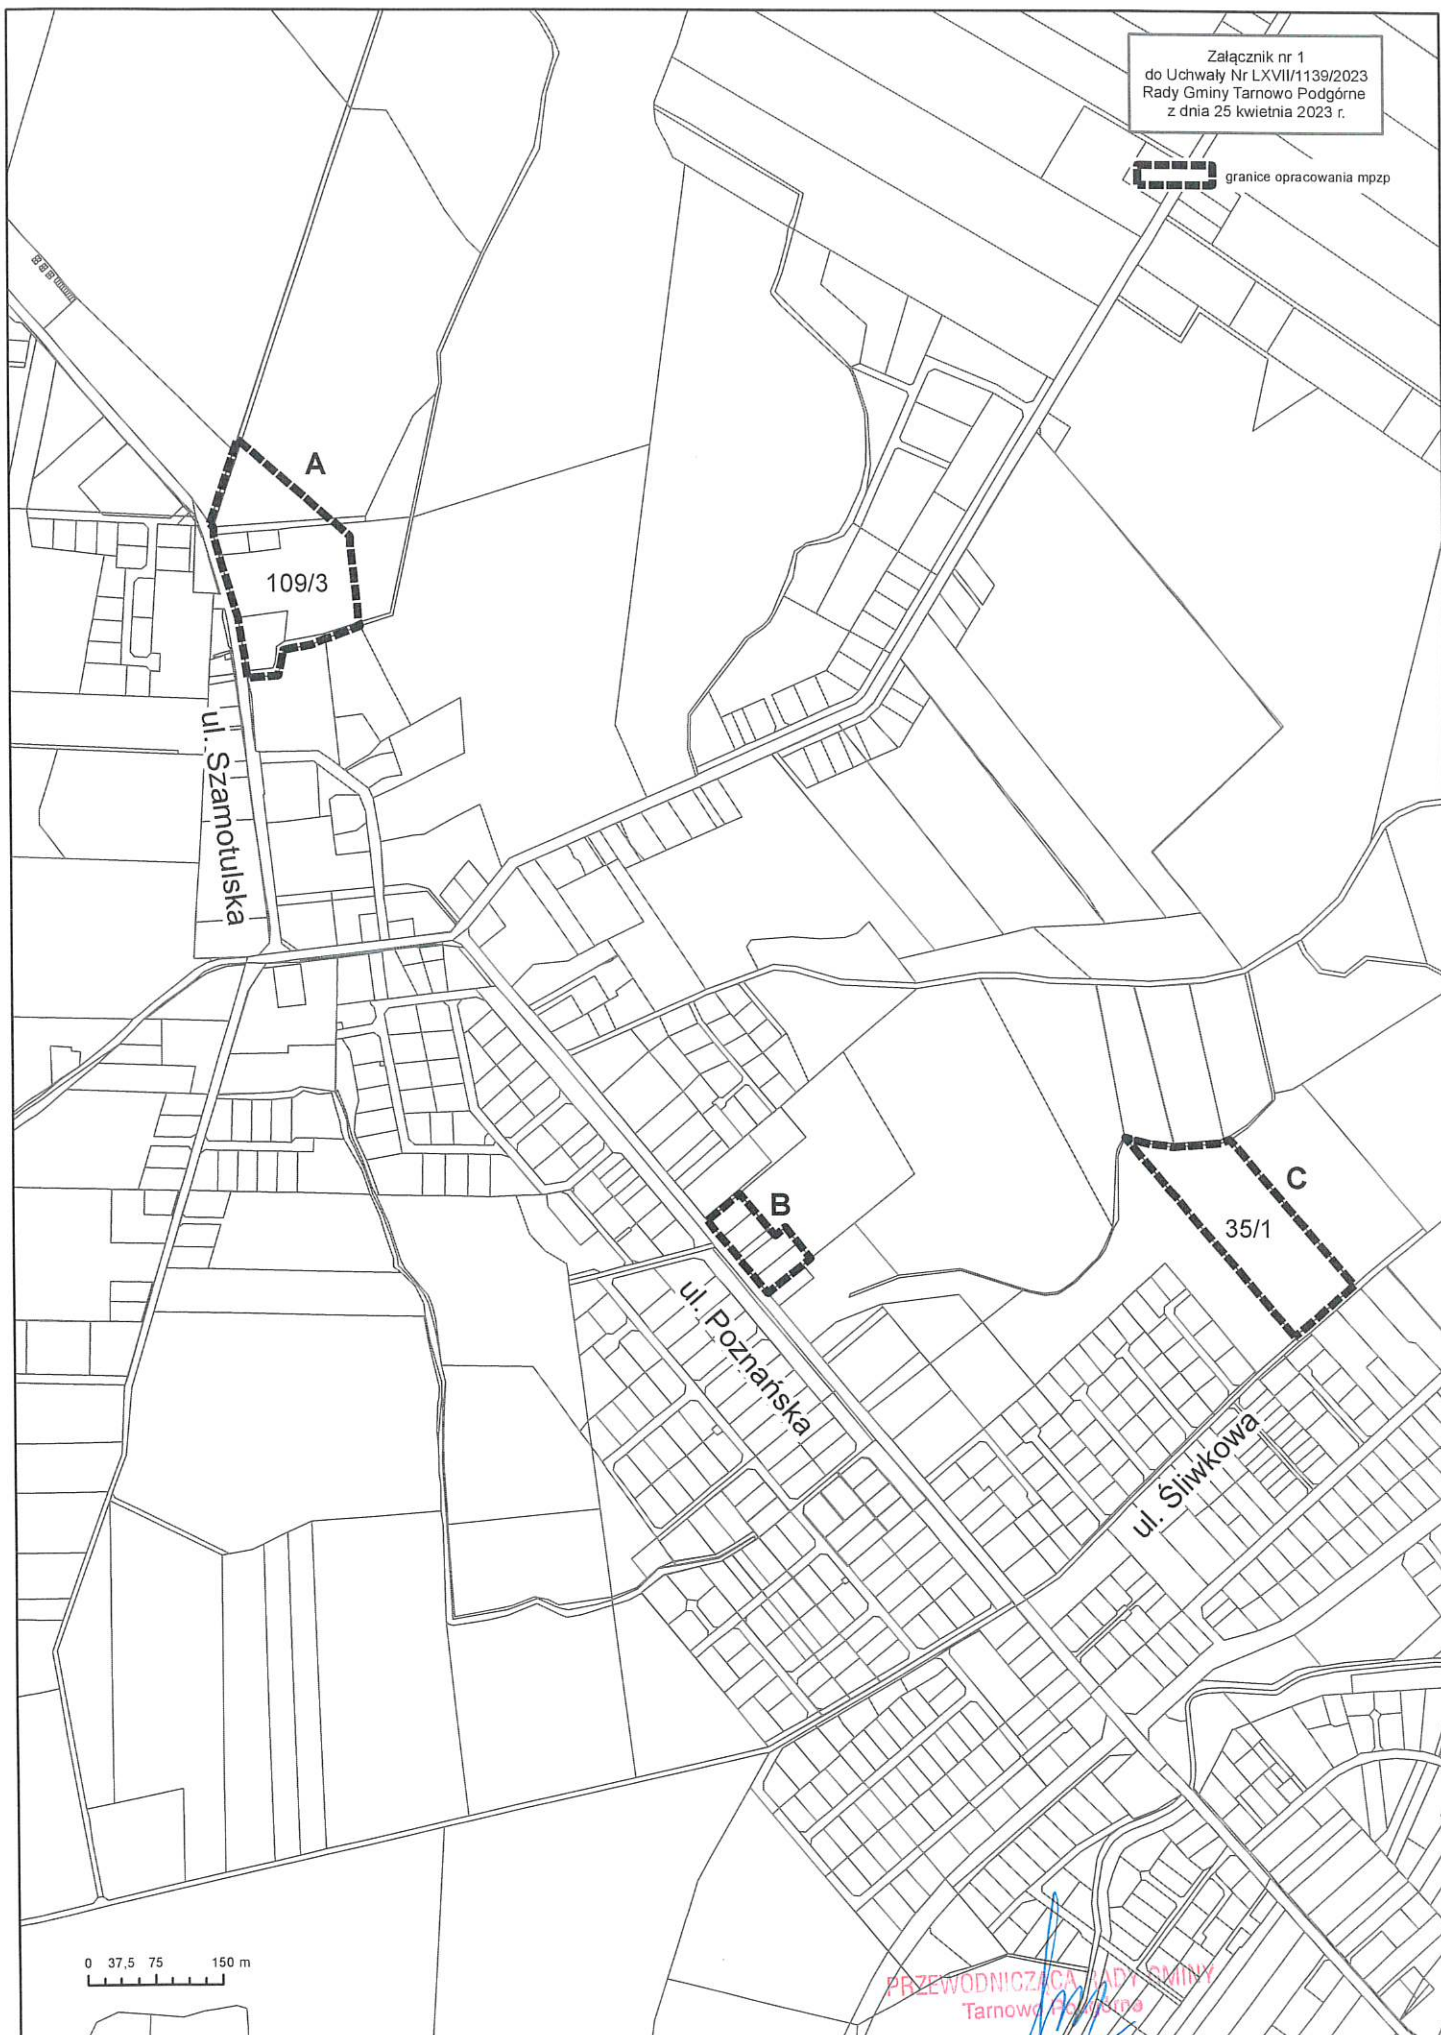 Załącznik nr 1
do Uchwały Nr LXVII/1139/2023
Rady Gminy Tarnowo Podgórne
z dnia 25 kwietnia 2023 r.
granice opracowania mpzp
A
109/3
ul. Szamotulska
B
C
35/1
ul. Poznańska
ul. Śliwkowa
0 37,5 75 150 m
PRZEWODNICZĄCA RADY GMINY
Tarnowo Podgórne